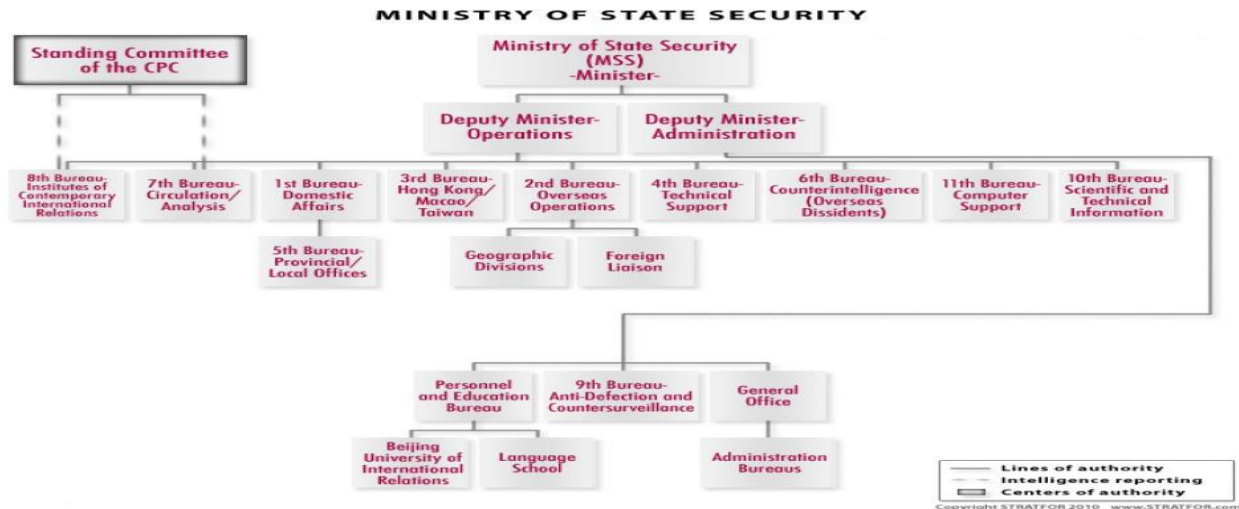 MINISTRY OF STATE SECURITY
Standing Committee
of the CPC
Ministry of State Security
(MSS)
-Minister-
Deputy Minister-
Operations
Deputy Minister-
Administration
8th Bureau-
Institutes of
Contemporary
International
Relations
7th Bureau-
Circulation/
Analysis
1st Bureau-
Domestic
Affairs
3rd Bureau-
Hong Kong/
Macao/
Taiwan
2nd Bureau-
Overseas
Operations
4th Bureau-
Technical
Support
6th Bureau-
Counterintelligence
(Overseas
Dissidents)
11th Bureau-
Computer
Support
10th Bureau-
Scientific and
Technical
Information
5th Bureau-
Provincial/
Local Offices
Geographic
Divisions
Foreign
Liaison
Personnel
and Education
Bureau
9th Bureau-
Anti-Defection and
Countersurveillance
General
Office
Beijing
University of
International
Relations
Language
School
Administration
Bureaus
Lines of authority
Intelligence reporting
Centers of authority
Copyright STRATFOR 2010 www.STRATFOR.com